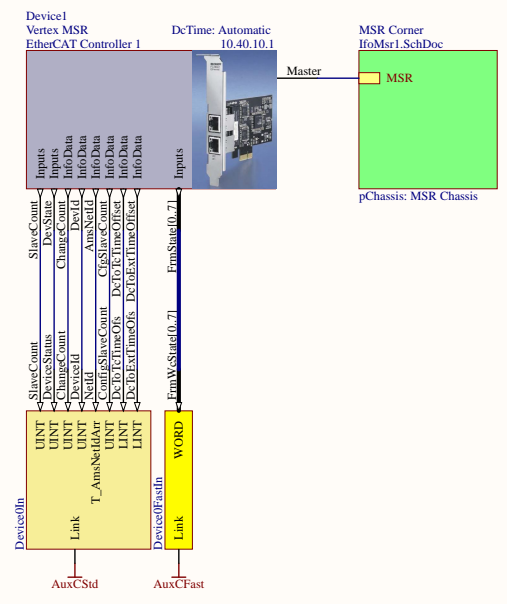 Device1
Vertex MSR
EtherCAT Controller 1
DcTime: Automatic
10.40.10.1
MSR Corner
IfoMsr1.SchDoc
Master
MSR
pChassis: MSR Chassis
Inputs
Inputs
InfoData
InfoData
InfoData
InfoData
InfoData
InfoData
Inputs
SlaveCount
DevState
ChangeCount
DevId
AmsNetId
CfgSlaveCount
DcToTcTimeOffset
DcToExtTimeOffset
FrmState[0..7]
SlaveCount
DeviceStatus
ChangeCount
DeviceId
NetId
ConfigSlaveCount
DcToTcTimeOfs
DcToExtTimeOfs
FrmWcState[0..7]
UINT
UINT
UINT
UINT
T_AmsNetIdArr
UINT
LINT
LINT
WORD
Device0In
Link
Device0FastIn
Link
AuxCStd
AuxCFast